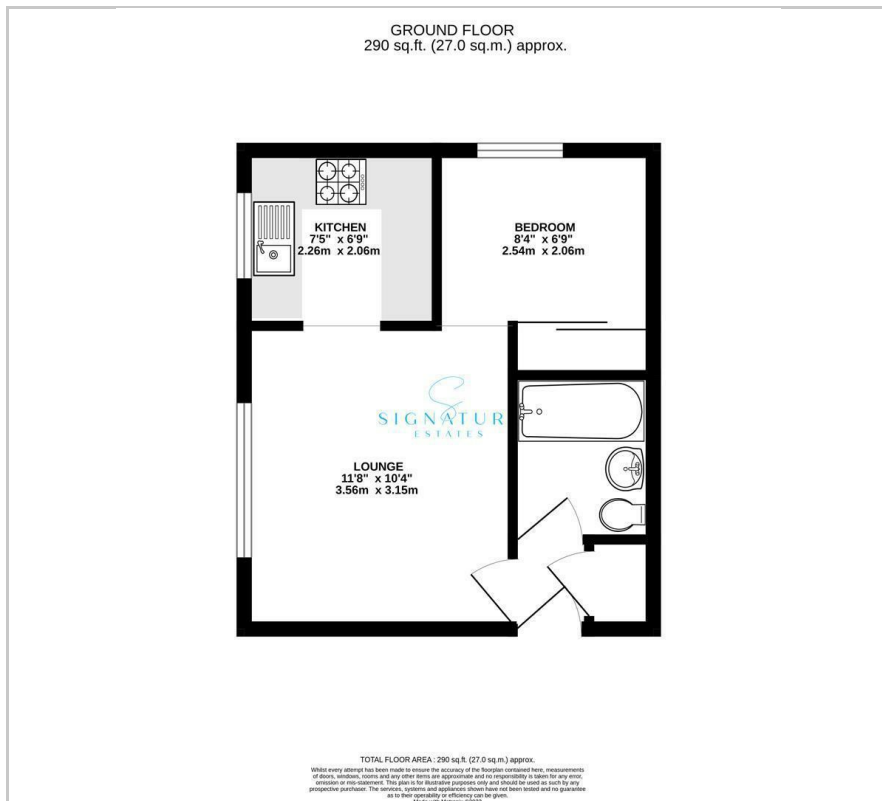 GROUND FLOOR
290 sq.ft. (27.0 sq.m.) approx.
KITCHEN
7'5" x 6'9"
2.26m x 2.06m
BEDROOM
8'4" x 6'9"
2.54m x 2.06m
S
SIGNATUR
ESTATES
LOUNGE
11'8" x 10'4"
3.56m x 3.15m
TOTAL FLOOR AREA : 290 sq.ft. (27.0 sq.m.) approx.
Whilst every attempt has been made to ensure the accuracy of the floorplan contained here, measurements
of doors, windows, rooms and any other items are approximate and no responsibility is taken for any error,
omission or mis-statement. This plan is for illustrative purposes only and should be used as such by any
prospective purchaser. The services, systems and appliances shown have not been tested and no guarantee
as to their operability or efficiency can be given.
Made with Metropix